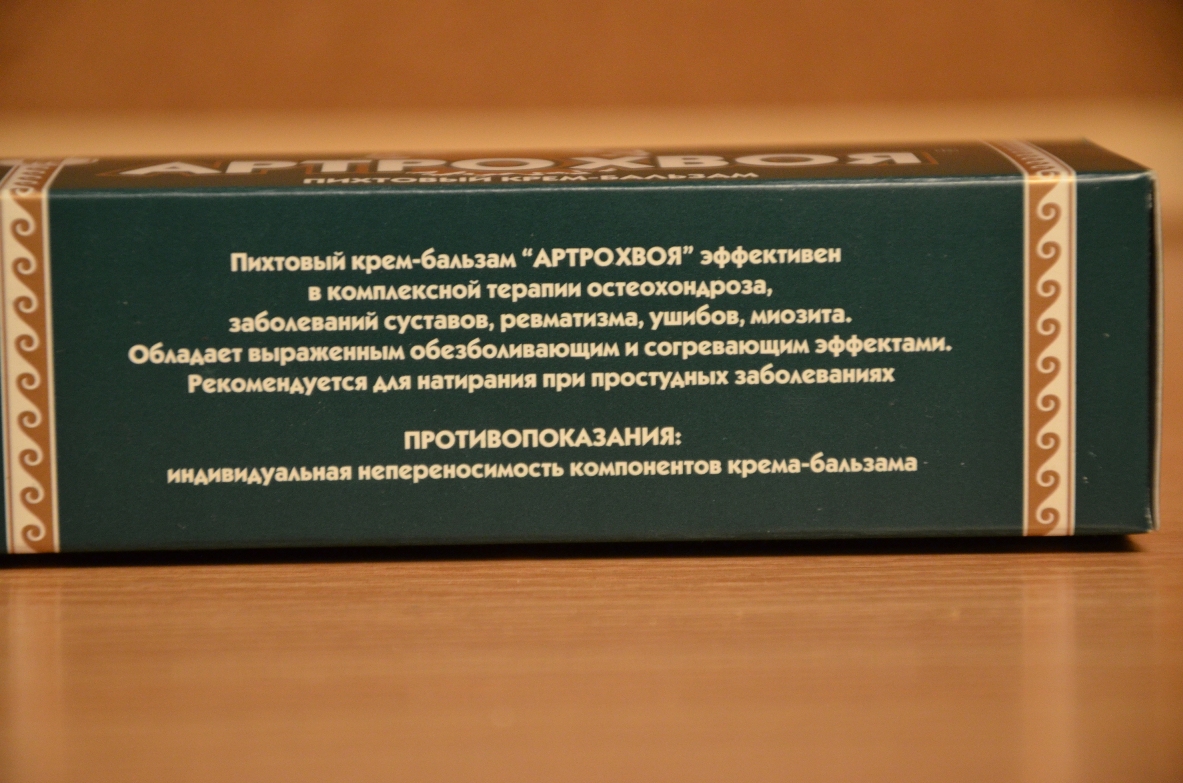 АРТРОХВОЯ
ПИХТОВЫЙ КРЕМ-БАЛЬЗАМ
Пихтовый крем-бальзам “АРТРОХВОЯ” эффективен
в комплексной терапии остеохондроза,
заболеваний суставов, ревматизма, ушибов, миозита.
Обладает выраженным обезболивающим и согревающим эффектами.
Рекомендуется для натирания при простудных заболеваниях
ПРОТИВОПОКАЗАНИЯ:
индивидуальная непереносимость компонентов крема-бальзама